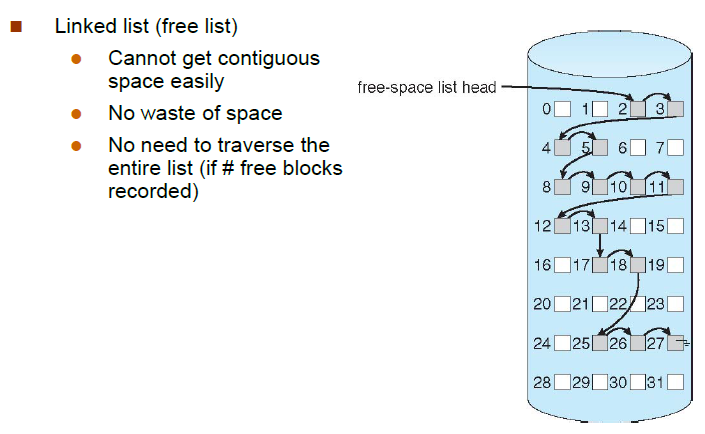 Linked list (free list)
Cannot get contiguous
space easily
No waste of space
No need to traverse the
entire list (if # free blocks
recorded)
free-space list head
0 1 2 3
4 5 6 7
8 9 10 11
12 13 14 15
16 17 18 19
20 21 22 23
24 25 26 27
28 29 30 31